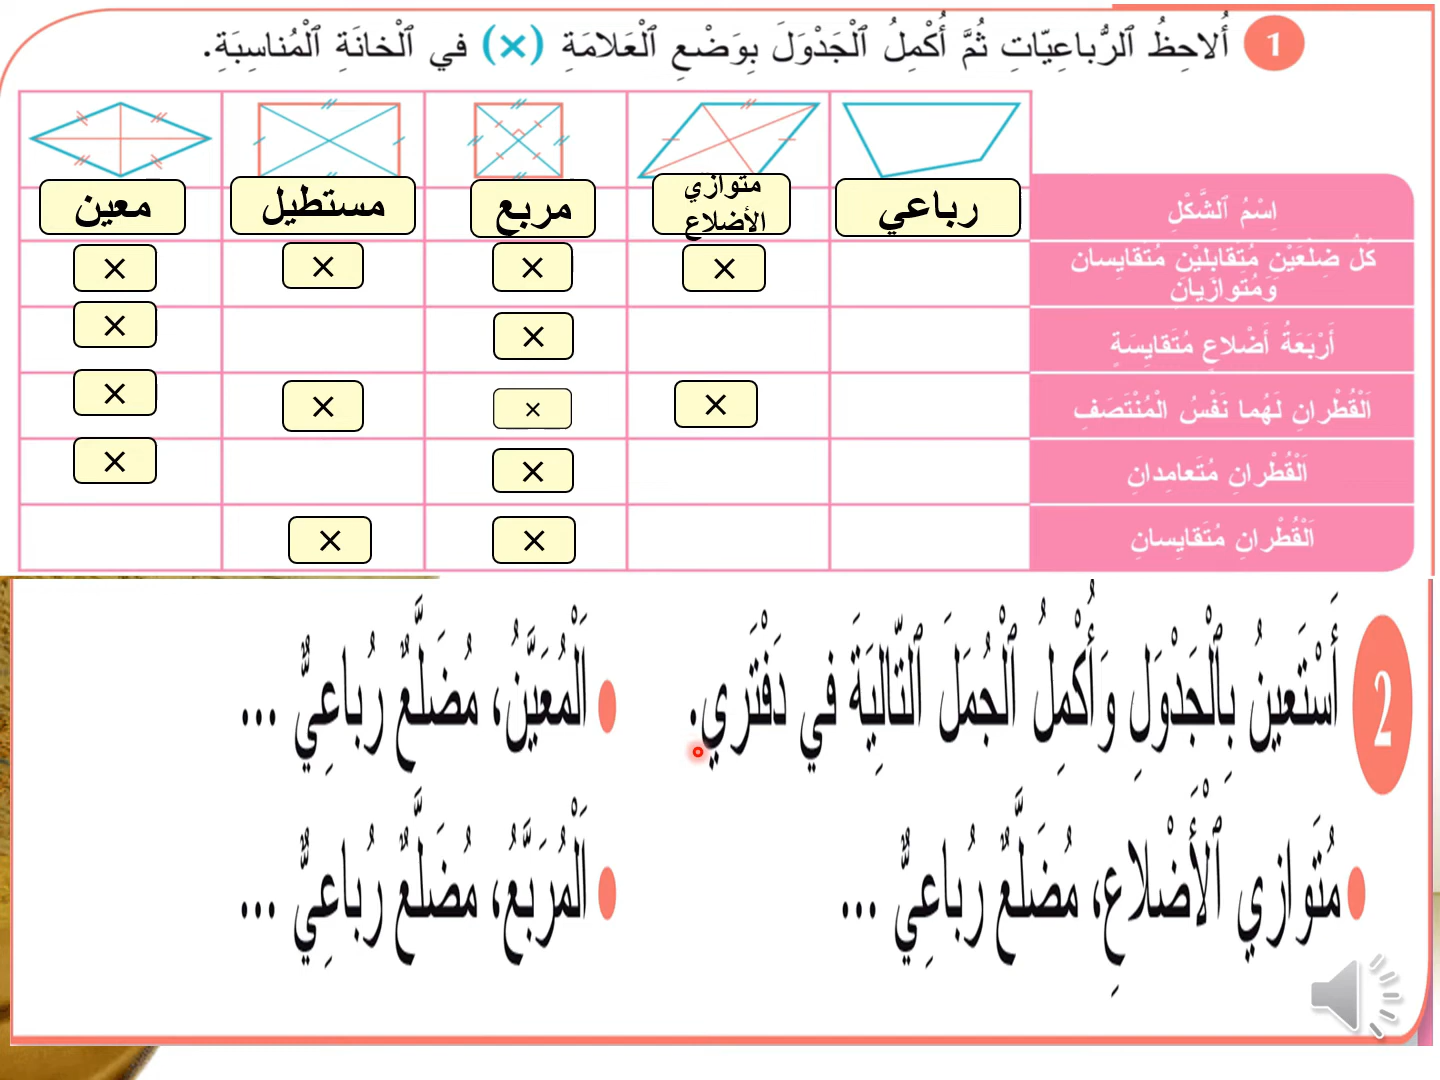 1 أُلاحِظُ ٱلرُّباعِيّاتِ ثُمَّ أُكْمِلُ ٱلْجَدْوَلَ بِوَضْعِ ٱلْعَلامَةِ (×) في ٱلْخانَةِ ٱلْمُناسِبَةِ.
اِسْمُ ٱلشَّكْلِ رباعي متوازي الأضلاع مربع مستطيل معين
كُلُّ ضِلْعَيْنِ مُتَقابِلَيْنِ مُتَقايِسان وَمُتَوازِيانِ × × × ×
أَرْبَعَةُ أَضْلاعٍ مُتَقايِسَةٍ × ×
اَلْقُطْرانِ لَهُما نَفْسُ الْمُنْتَصَفِ × × × ×
اَلْقُطْرانِ مُتَعامِدانِ × ×
اَلْقُطْرانِ مُتَقايِسانِ × ×
2 أَسْتَعينُ بِٱلْجَدْوَلِ وَأُكْمِلُ ٱلْجُمَلَ ٱلتّالِيَةَ في دَفْتَري.
مُتَوازي ٱلْأَضْلاعِ، مُضَلَّعٌ رُباعِيٌّ ...
اَلْمُعَيَّنُ، مُضَلَّعٌ رُباعِيٌّ ...
اَلْمُرَبَّعُ، مُضَلَّعٌ رُباعِيٌّ ...